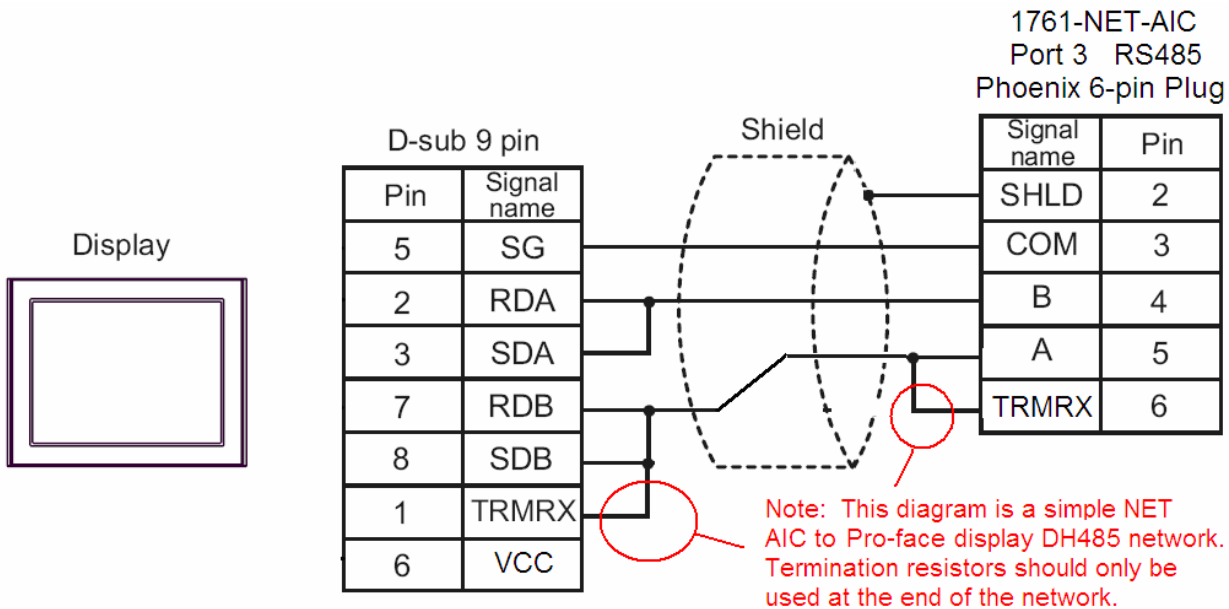 1761-NET-AIC
Port 3 RS485
Phoenix 6-pin Plug
Display
D-sub 9 pin
Pin Signal name
5 SG
2 RDA
3 SDA
7 RDB
8 SDB
1 TRMRX
6 VCC
Shield
Signal name Pin
SHLD 2
COM 3
B 4
A 5
TRMRX 6
Note: This diagram is a simple NET
AIC to Pro-face display DH485 network.
Termination resistors should only be
used at the end of the network.